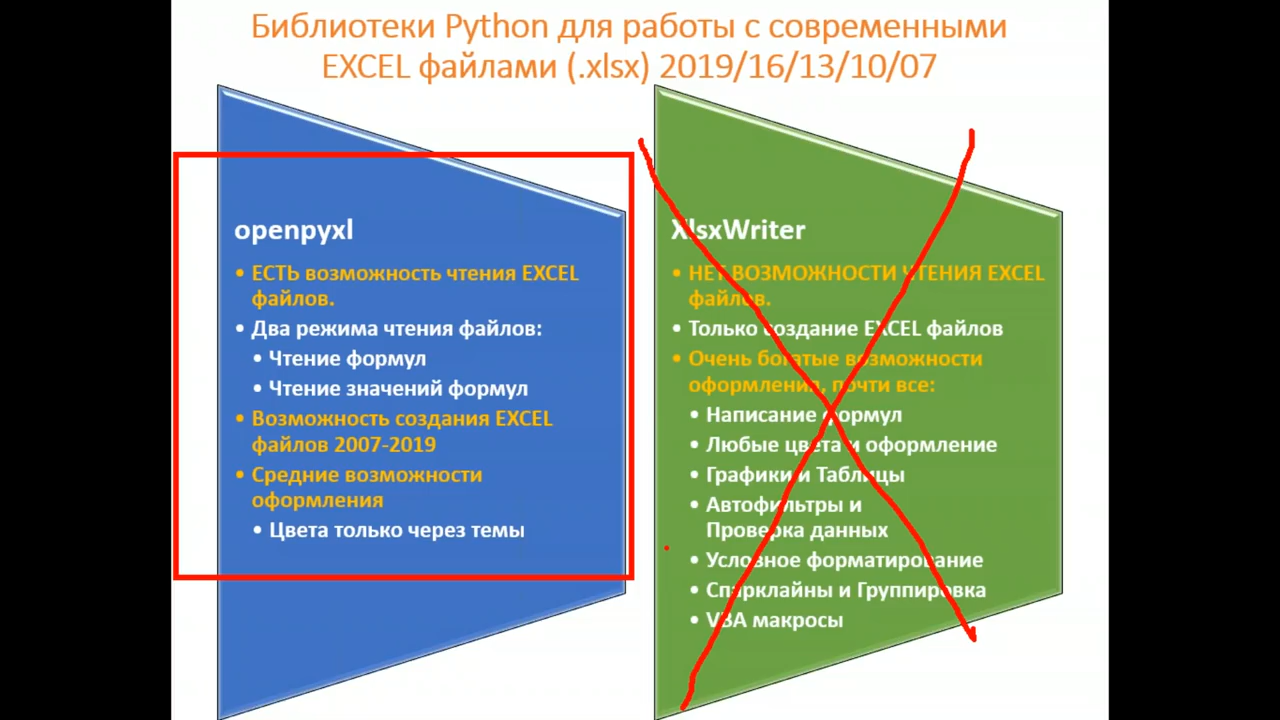 Библиотеки Python для работы с современными
EXCEL файлами (.xlsx) 2019/16/13/10/07
openpyxl
• ЕСТЬ возможность чтения EXCEL
файлов.
• Два режима чтения файлов:
• Чтение формул
• Чтение значений формул
• Возможность создания EXCEL
файлов 2007-2019
• Средние возможности
оформления
• Цвета только через темы
XlsxWriter
• НЕТ ВОЗМОЖНОСТИ ЧТЕНИЯ EXCEL
файлов.
• Только создание EXCEL файлов
• Очень богатые возможности
оформления, почти все:
• Написание формул
• Любые цвета и оформление
• Графики и Таблицы
• Автофильтры и
Проверка данных
• Условное форматирование
• Спарклайны и Группировка
• VBA макросы